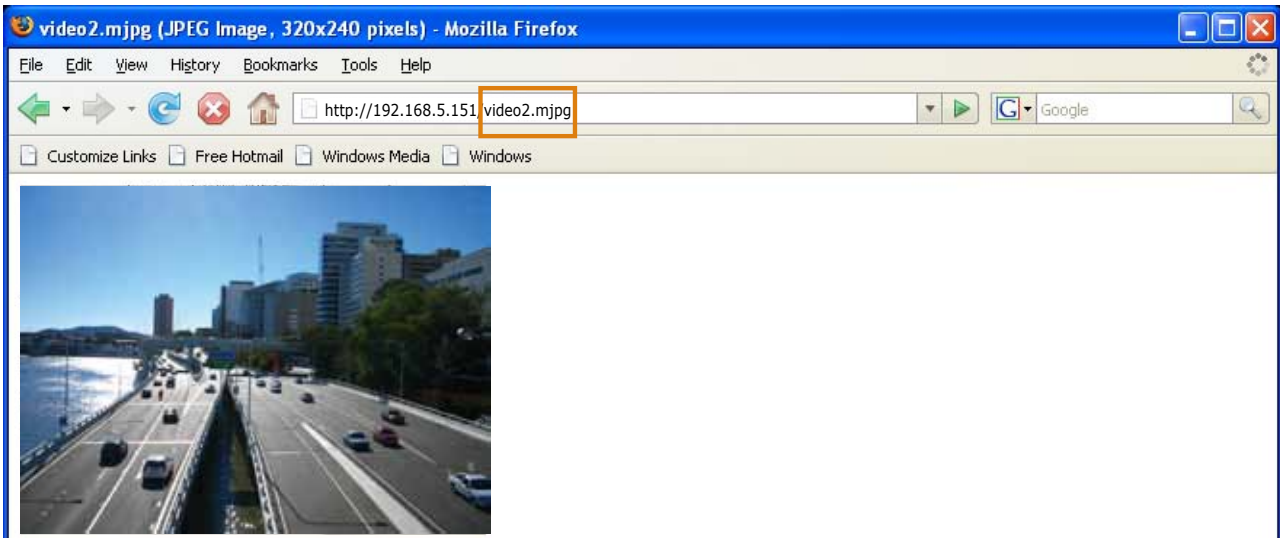 video2.mjpg (JPEG Image, 320x240 pixels) - Mozilla Firefox
File Edit View History Bookmarks Tools Help
http://192.168.5.151/video2.mjpg G Google
Customize Links Free Hotmail Windows Media Windows